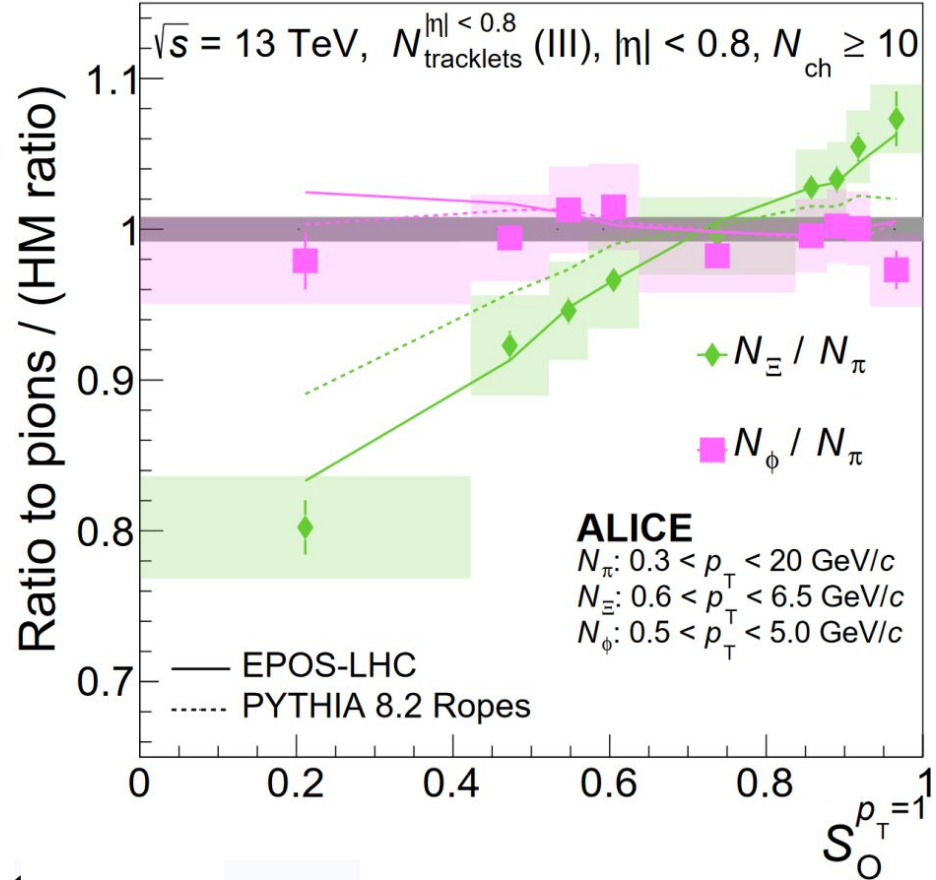 √s = 13 TeV, N_tracklets^|η| < 0.8 (III), |η| < 0.8, N_ch ≥ 10
Ratio to pions / (HM ratio)
1.1
1
0.9
0.8
0.7
N_Ξ / N_π
N_ϕ / N_π
ALICE
N_π: 0.3 < p_T < 20 GeV/c
N_Ξ: 0.6 < p_T < 6.5 GeV/c
N_ϕ: 0.5 < p_T < 5.0 GeV/c
EPOS-LHC
PYTHIA 8.2 Ropes
0 0.2 0.4 0.6 0.8 1
S_O^p_T=1